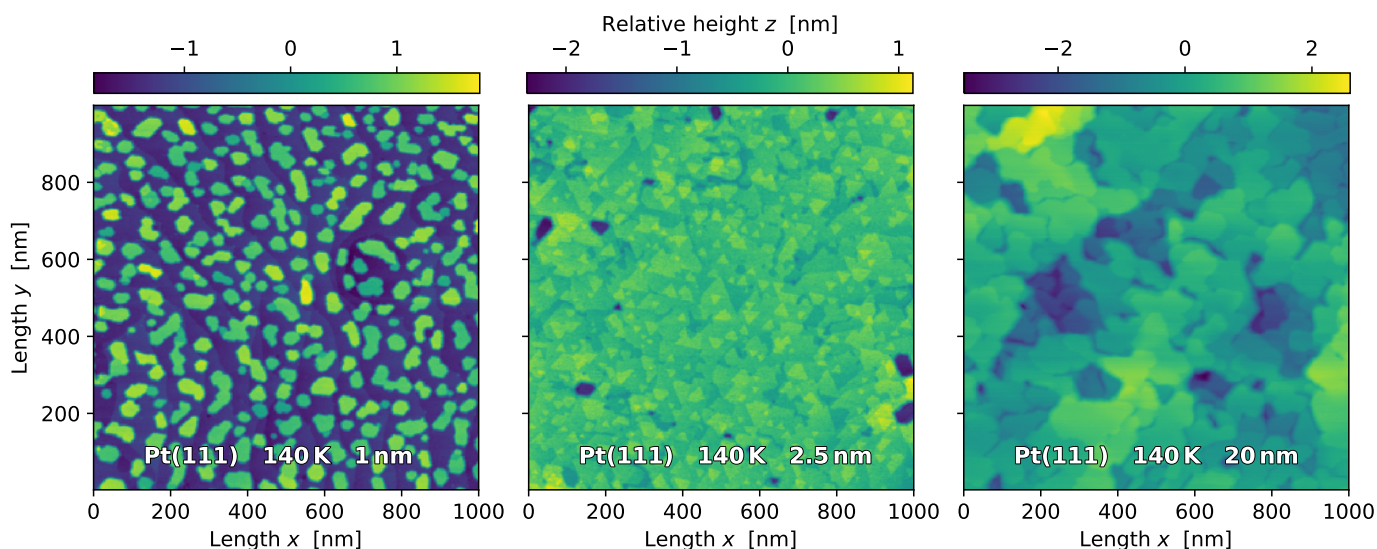 Relative height z [nm]
−1 0 1 −2 −1 0 1 −2 0 2
800
600
400
200
Length y [nm]
Pt(111) 140 K 1 nm
Pt(111) 140 K 2.5 nm
Pt(111) 140 K 20 nm
0 200 400 600 800 1000 0 200 400 600 800 1000 0 200 400 600 800 1000
Length x [nm] Length x [nm] Length x [nm]